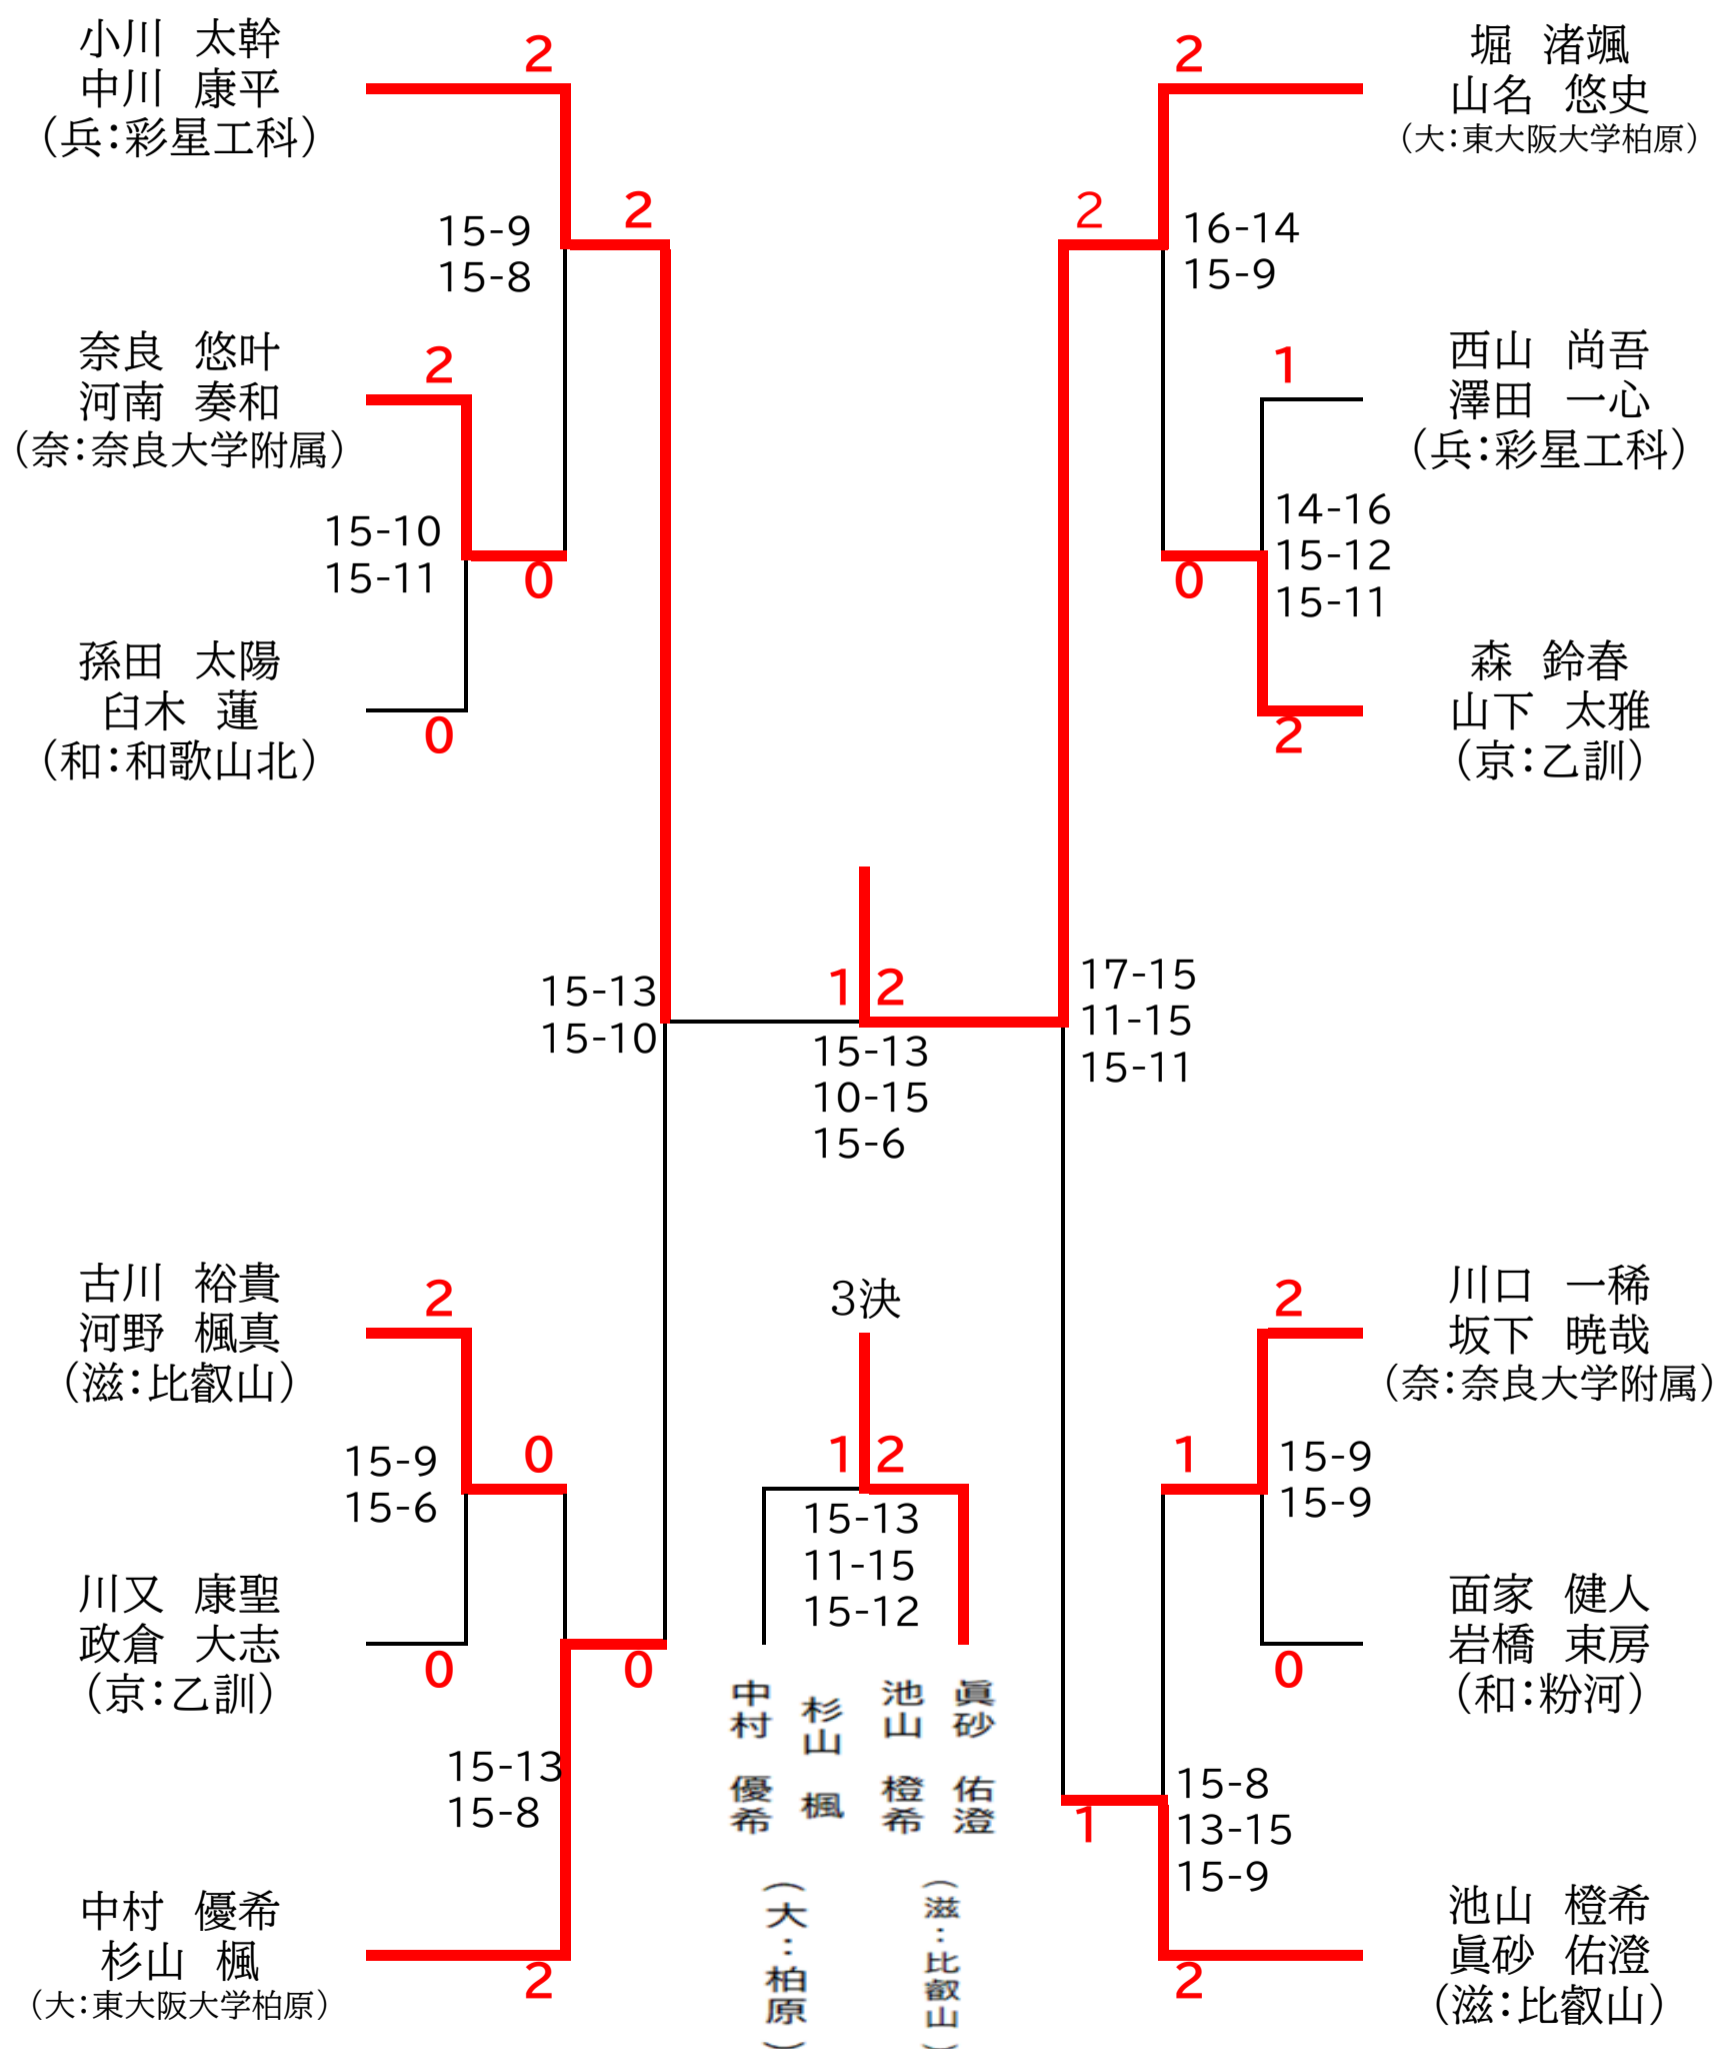 小川 太幹
中川 康平
（兵：彩星工科）
2
15-9
15-8
2
奈良 悠叶
河南 奏和
（奈：奈良大学附属）
2
15-10
15-11
0
孫田 太陽
臼木 蓮
（和：和歌山北）
0
堀 渚颯
山名 悠史
（大：東大阪大学柏原）
2
2
16-14
15-9
西山 尚吾
澤田 一心
（兵：彩星工科）
1
14-16
15-12
15-11
0
森 鈴春
山下 太雅
（京：乙訓）
2
15-13
15-10
1 2
15-13
10-15
15-6
17-15
11-15
15-11
古川 裕貴
河野 楓真
（滋：比叡山）
2
15-9
15-6
0
川又 康聖
政倉 大志
（京：乙訓）
0
0
15-13
15-8
中村 優希
杉山 楓
（大：東大阪大学柏原）
2
3決
1 2
15-13
11-15
15-12
中村 優希
杉山 楓
（大：柏原）
池山 橙希
眞砂 佑澄
（滋：比叡山）
川口 一稀
坂下 暁哉
（奈：奈良大学附属）
2
1
15-9
15-9
面家 健人
岩橋 東房
（和：粉河）
0
1
15-8
13-15
15-9
池山 橙希
眞砂 佑澄
（滋：比叡山）
2